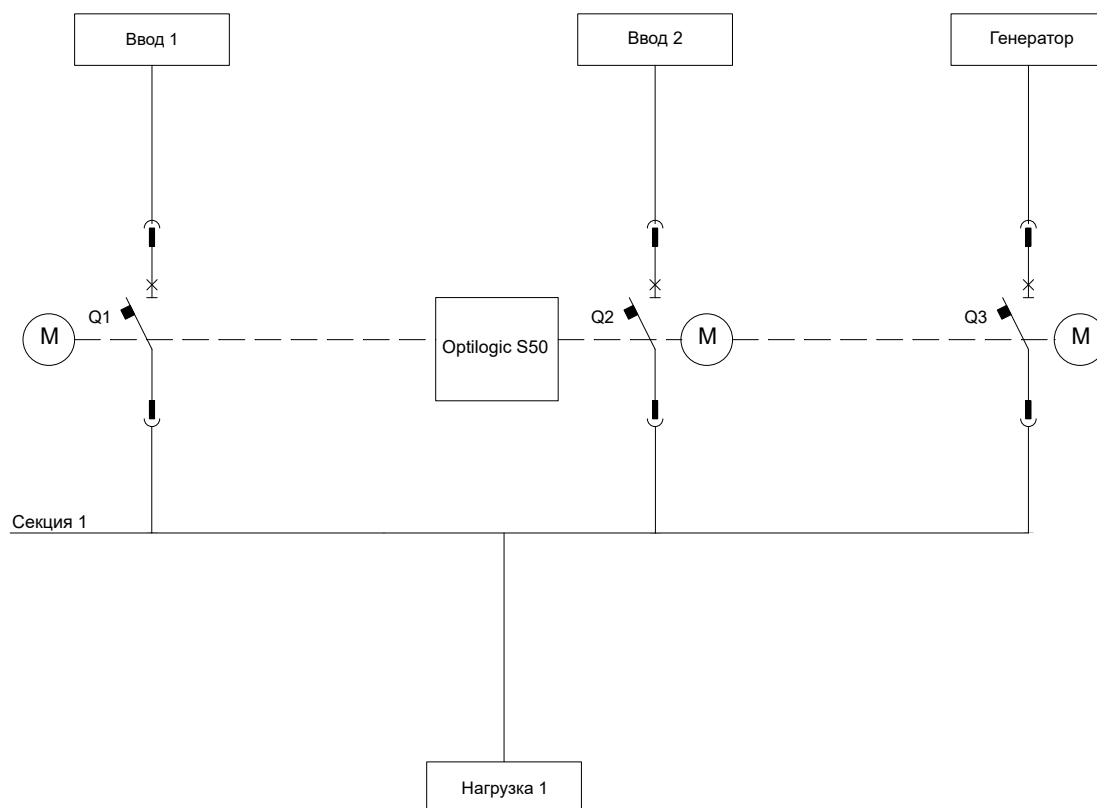 Ввод 1
Ввод 2
Генератор
Q1
Q2
Q3
M
Optilogic S50
M
M
Секция 1
Нагрузка 1